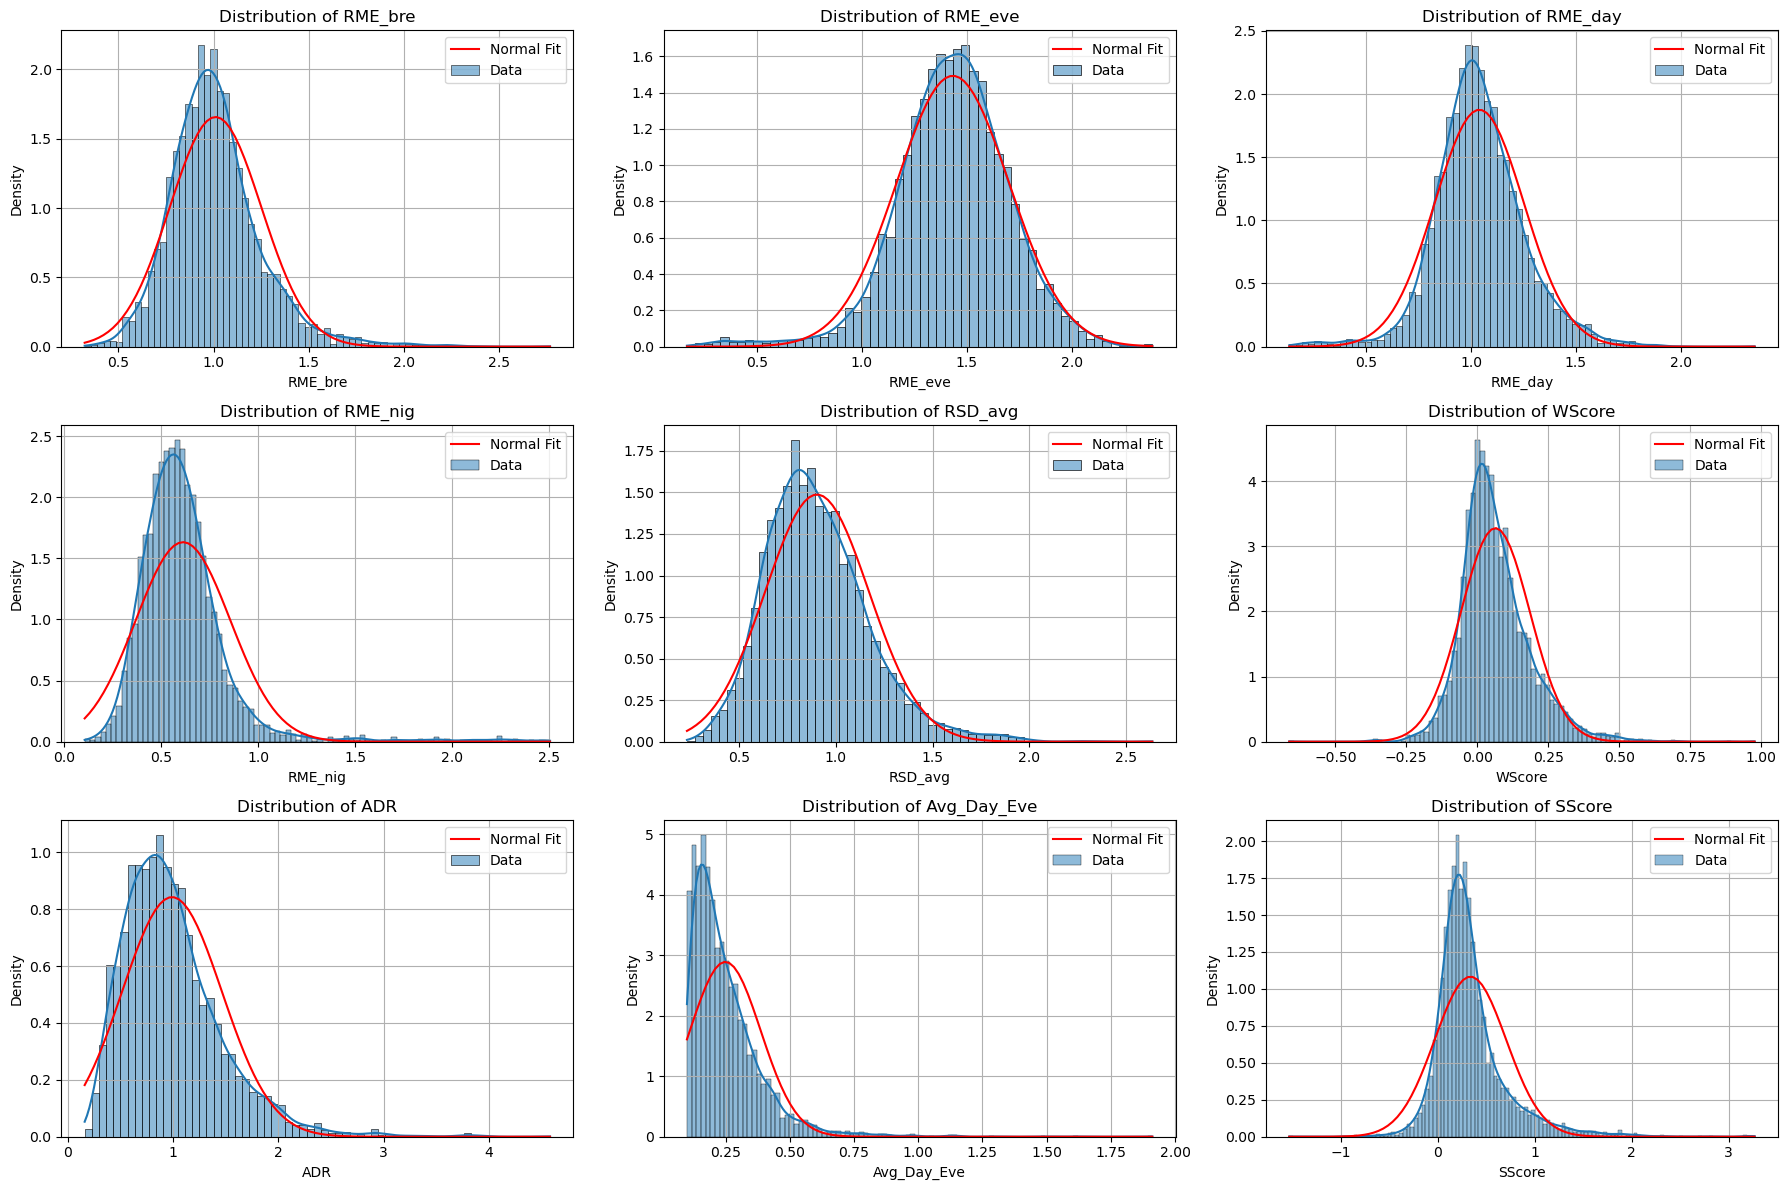 Distribution of RME_bre
Normal Fit
Data
Density
2.0
1.5
1.0
0.5
0.0
0.5 1.0 1.5 2.0 2.5
RME_bre
Distribution of RME_eve
Normal Fit
Data
Density
1.6
1.4
1.2
1.0
0.8
0.6
0.4
0.2
0.0
0.5 1.0 1.5 2.0
RME_eve
Distribution of RME_day
Normal Fit
Data
Density
2.5
2.0
1.5
1.0
0.5
0.0
0.5 1.0 1.5 2.0
RME_day
Distribution of RME_nig
Normal Fit
Data
Density
2.5
2.0
1.5
1.0
0.5
0.0
0.0 0.5 1.0 1.5 2.0 2.5
RME_nig
Distribution of RSD_avg
Normal Fit
Data
Density
1.75
1.50
1.25
1.00
0.75
0.50
0.25
0.00
0.5 1.0 1.5 2.0 2.5
RSD_avg
Distribution of WScore
Normal Fit
Data
Density
4
3
2
1
0
−0.50 −0.25 0.00 0.25 0.50 0.75 1.00
WScore
Distribution of ADR
Normal Fit
Data
Density
1.0
0.8
0.6
0.4
0.2
0.0
0 1 2 3 4
ADR
Distribution of Avg_Day_Eve
Normal Fit
Data
Density
5
4
3
2
1
0
0.25 0.50 0.75 1.00 1.25 1.50 1.75 2.00
Avg_Day_Eve
Distribution of SScore
Normal Fit
Data
Density
2.00
1.75
1.50
1.25
1.00
0.75
0.50
0.25
0.00
−1 0 1 2 3
SScore